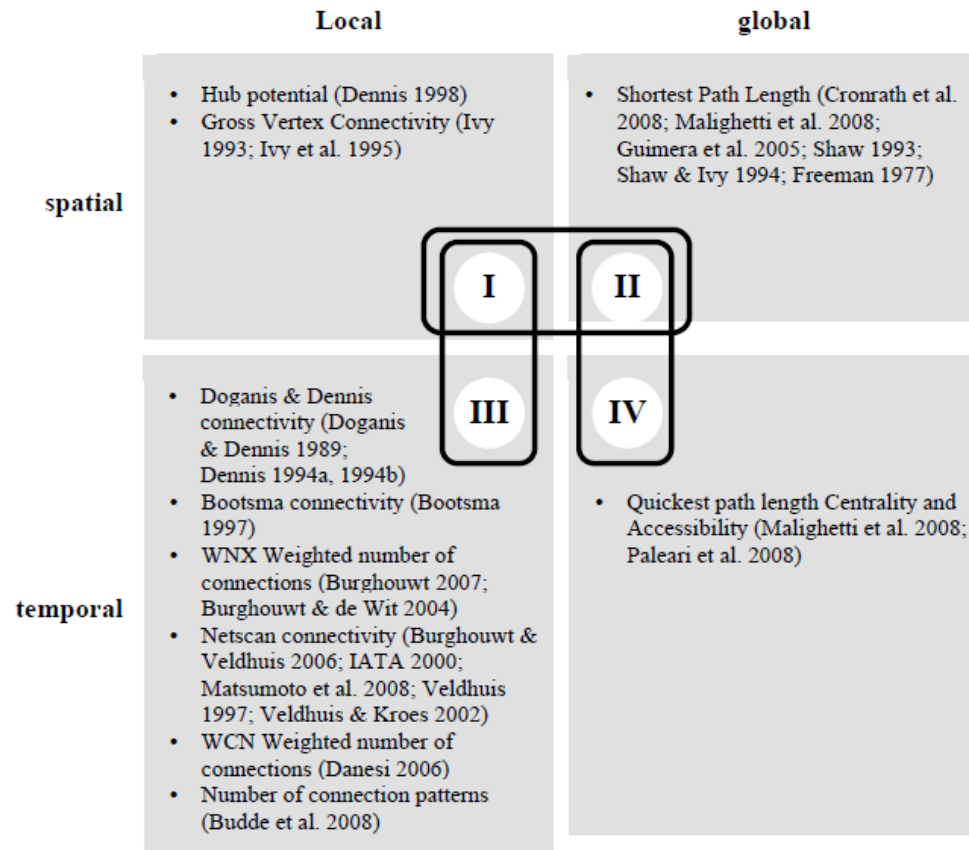 Local
global
spatial
• Hub potential (Dennis 1998)
• Gross Vertex Connectivity (Ivy
1993; Ivy et al. 1995)
• Shortest Path Length (Cronrath et al.
2008; Malighetti et al. 2008;
Guimera et al. 2005; Shaw 1993;
Shaw & Ivy 1994; Freeman 1977)
I
II
temporal
• Doganis & Dennis
connectivity (Doganis
& Dennis 1989;
Dennis 1994a, 1994b)
• Bootsma connectivity (Bootsma
1997)
• WNX Weighted number of
connections (Burghouwt 2007;
Burghouwt & de Wit 2004)
• Netscan connectivity (Burghouwt &
Veldhuis 2006; IATA 2000;
Matsumoto et al. 2008; Veldhuis
1997; Veldhuis & Kroes 2002)
• WCN Weighted number of
connections (Danesi 2006)
• Number of connection patterns
(Budde et al. 2008)
III
IV
• Quickest path length Centrality and
Accessibility (Malighetti et al. 2008;
Paleari et al. 2008)